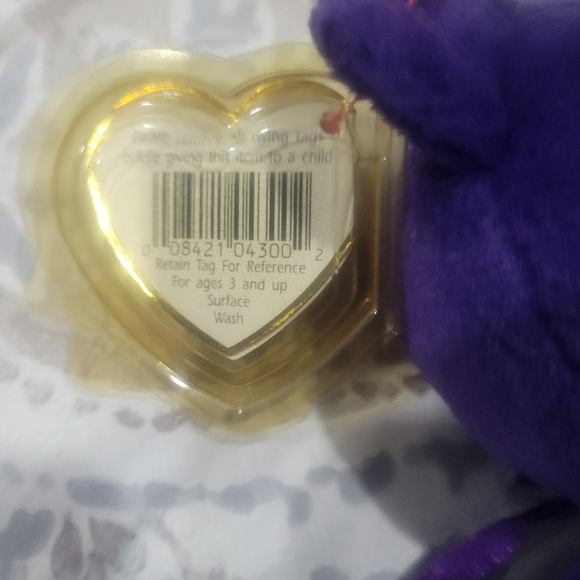 Please remove all swing tags
before giving this item to a child
0 08421 04300 2
Retain Tag For Reference
For ages 3 and up
Surface
Wash